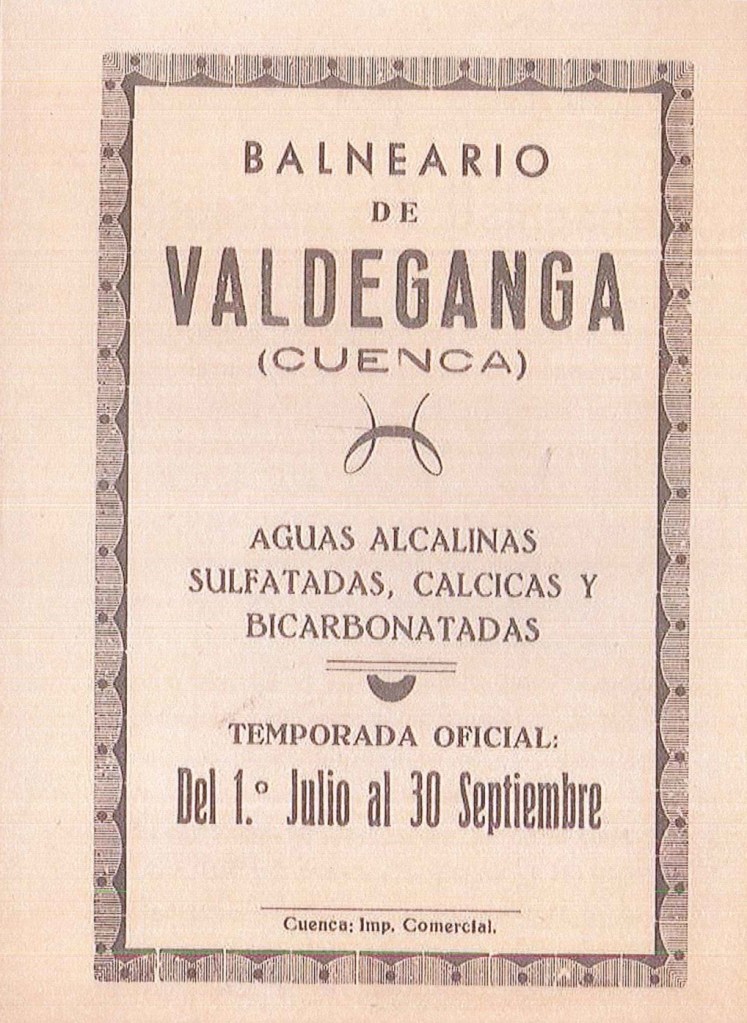 BALNEARIO
DE
VALDEGANGA
(CUENCA)
AGUAS ALCALINAS
SULFATADAS, CALCICAS Y
BICARBONATADAS
TEMPORADA OFICIAL:
Del 1.º Julio al 30 Septiembre
Cuenca: Imp. Comercial.